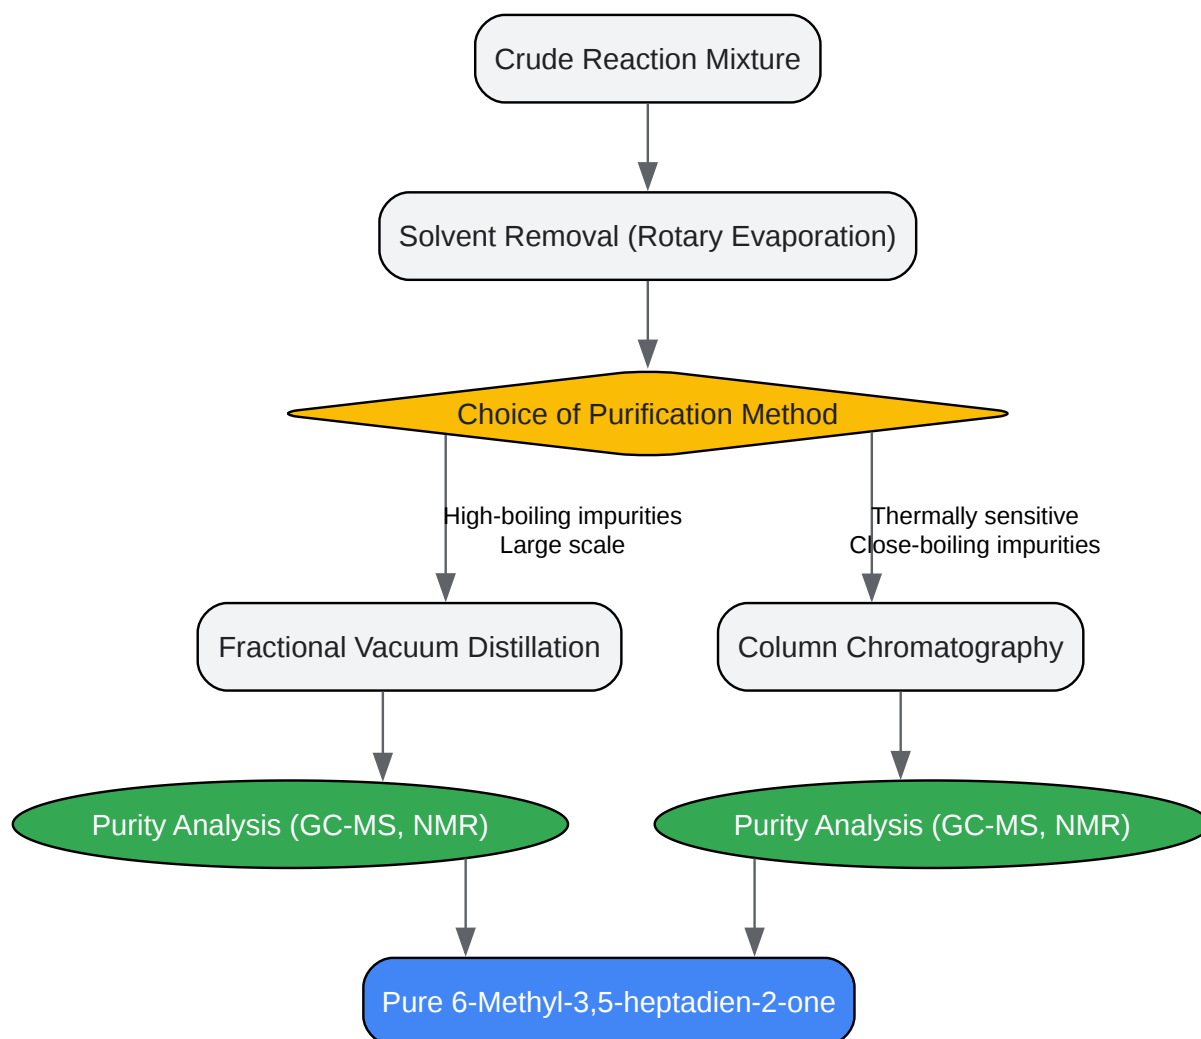 Crude Reaction Mixture
Solvent Removal (Rotary Evaporation)
Choice of Purification Method
High-boiling impurities
Large scale
Thermally sensitive
Close-boiling impurities
Fractional Vacuum Distillation
Column Chromatography
Purity Analysis (GC-MS, NMR)
Purity Analysis (GC-MS, NMR)
Pure 6-Methyl-3,5-heptadien-2-one